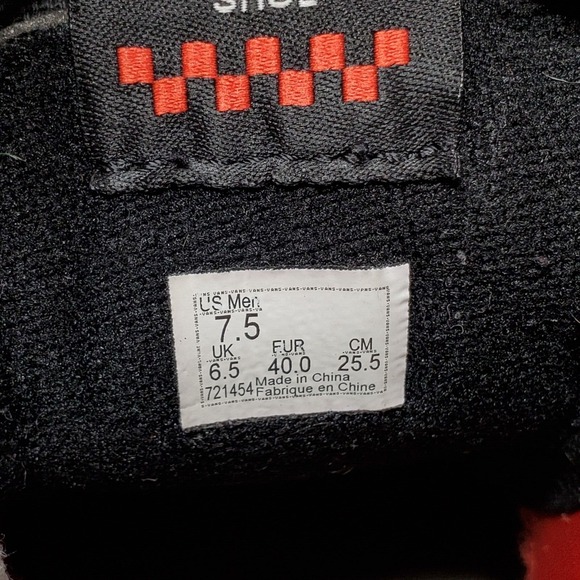 SHOE
US Men
7.5
UK EUR CM
6.5 40.0 25.5
721454 Made in China
Fabrique en Chine